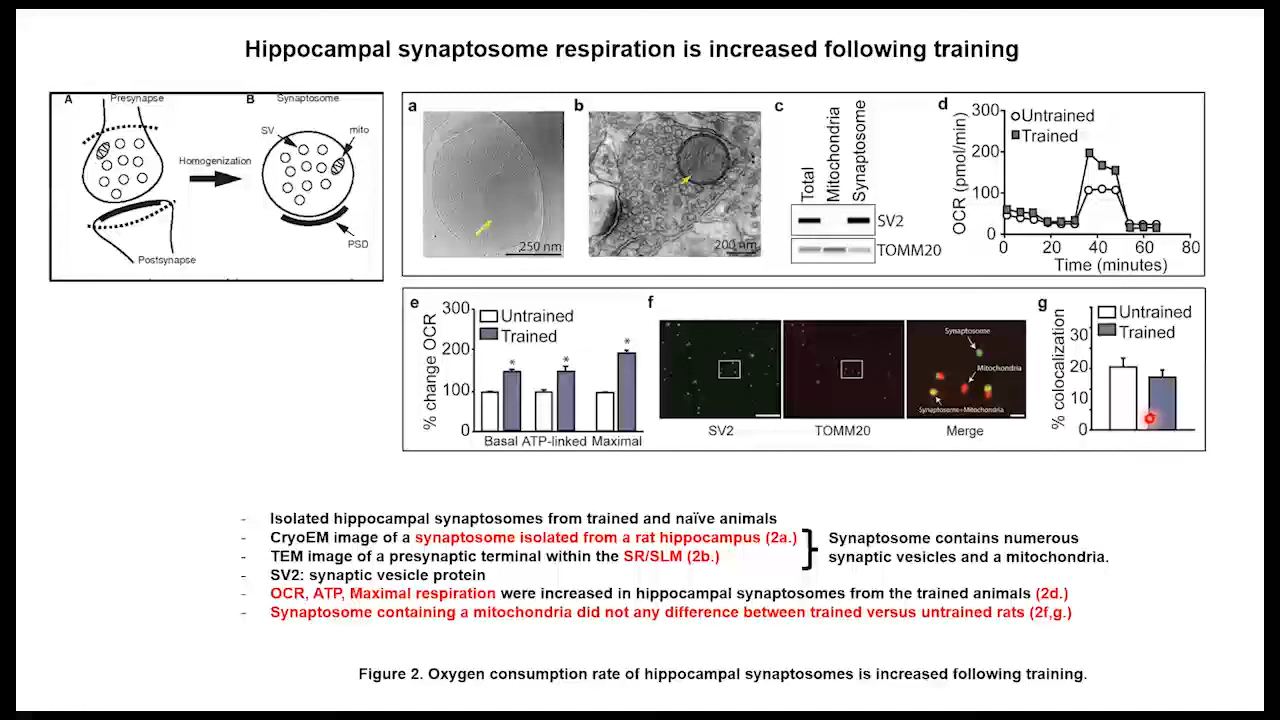 Hippocampal synaptosome respiration is increased following training
A
Presynapse
B
Synaptosome
SV
mito
Homogenization
PSD
Postsynapse
a
250 nm
b
200 nm
c
Total
Mitochondria
Synaptosome
SV2
TOMM20
d
OCR (pmol/min)
300
200
100
0
Untrained
Trained
0 20 40 60 80
Time (minutes)
e
% change OCR
300
200
100
0
Untrained
Trained
*
*
*
Basal ATP-linked Maximal
f
Synaptosome
Mitochondria
Synaptosome+Mitochondria
SV2
TOMM20
Merge
g
% colocalization
30
20
10
0
Untrained
Trained
- Isolated hippocampal synaptosomes from trained and naïve animals
- CryoEM image of a synaptosome isolated from a rat hippocampus (2a.)
- TEM image of a presynaptic terminal within the SR/SLM (2b.)
Synaptosome contains numerous
synaptic vesicles and a mitochondria.
- SV2: synaptic vesicle protein
- OCR, ATP, Maximal respiration were increased in hippocampal synaptosomes from the trained animals (2d.)
- Synaptosome containing a mitochondria did not any difference between trained versus untrained rats (2f,g.)
Figure 2. Oxygen consumption rate of hippocampal synaptosomes is increased following training.